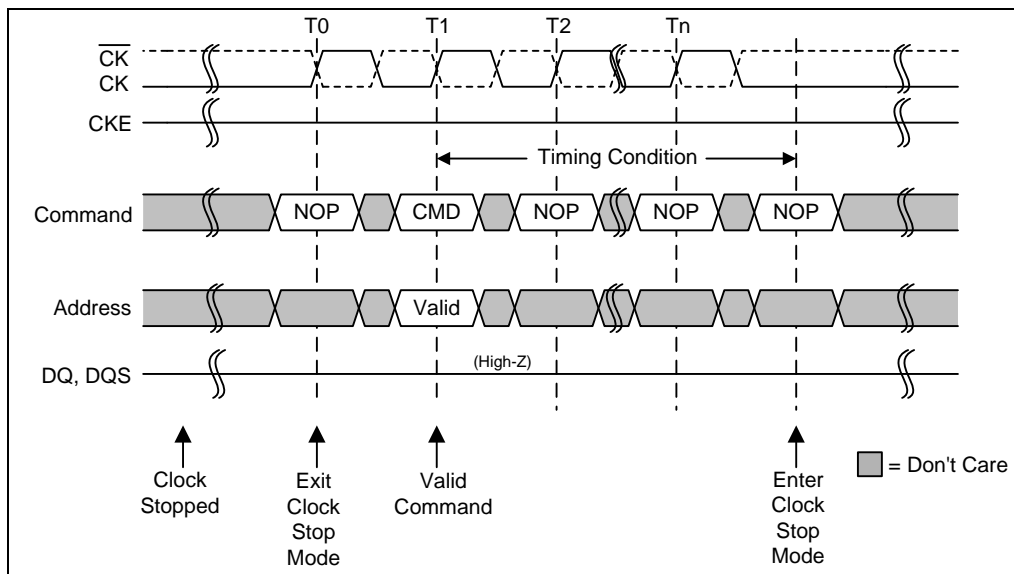 T0 T1 T2 Tn
CK
CK
CKE
Timing Condition
Command NOP CMD NOP NOP NOP
Address Valid
(High-Z)
DQ, DQS
Clock Stopped
Exit Clock Stop Mode
Valid Command
Enter Clock Stop Mode
= Don't Care